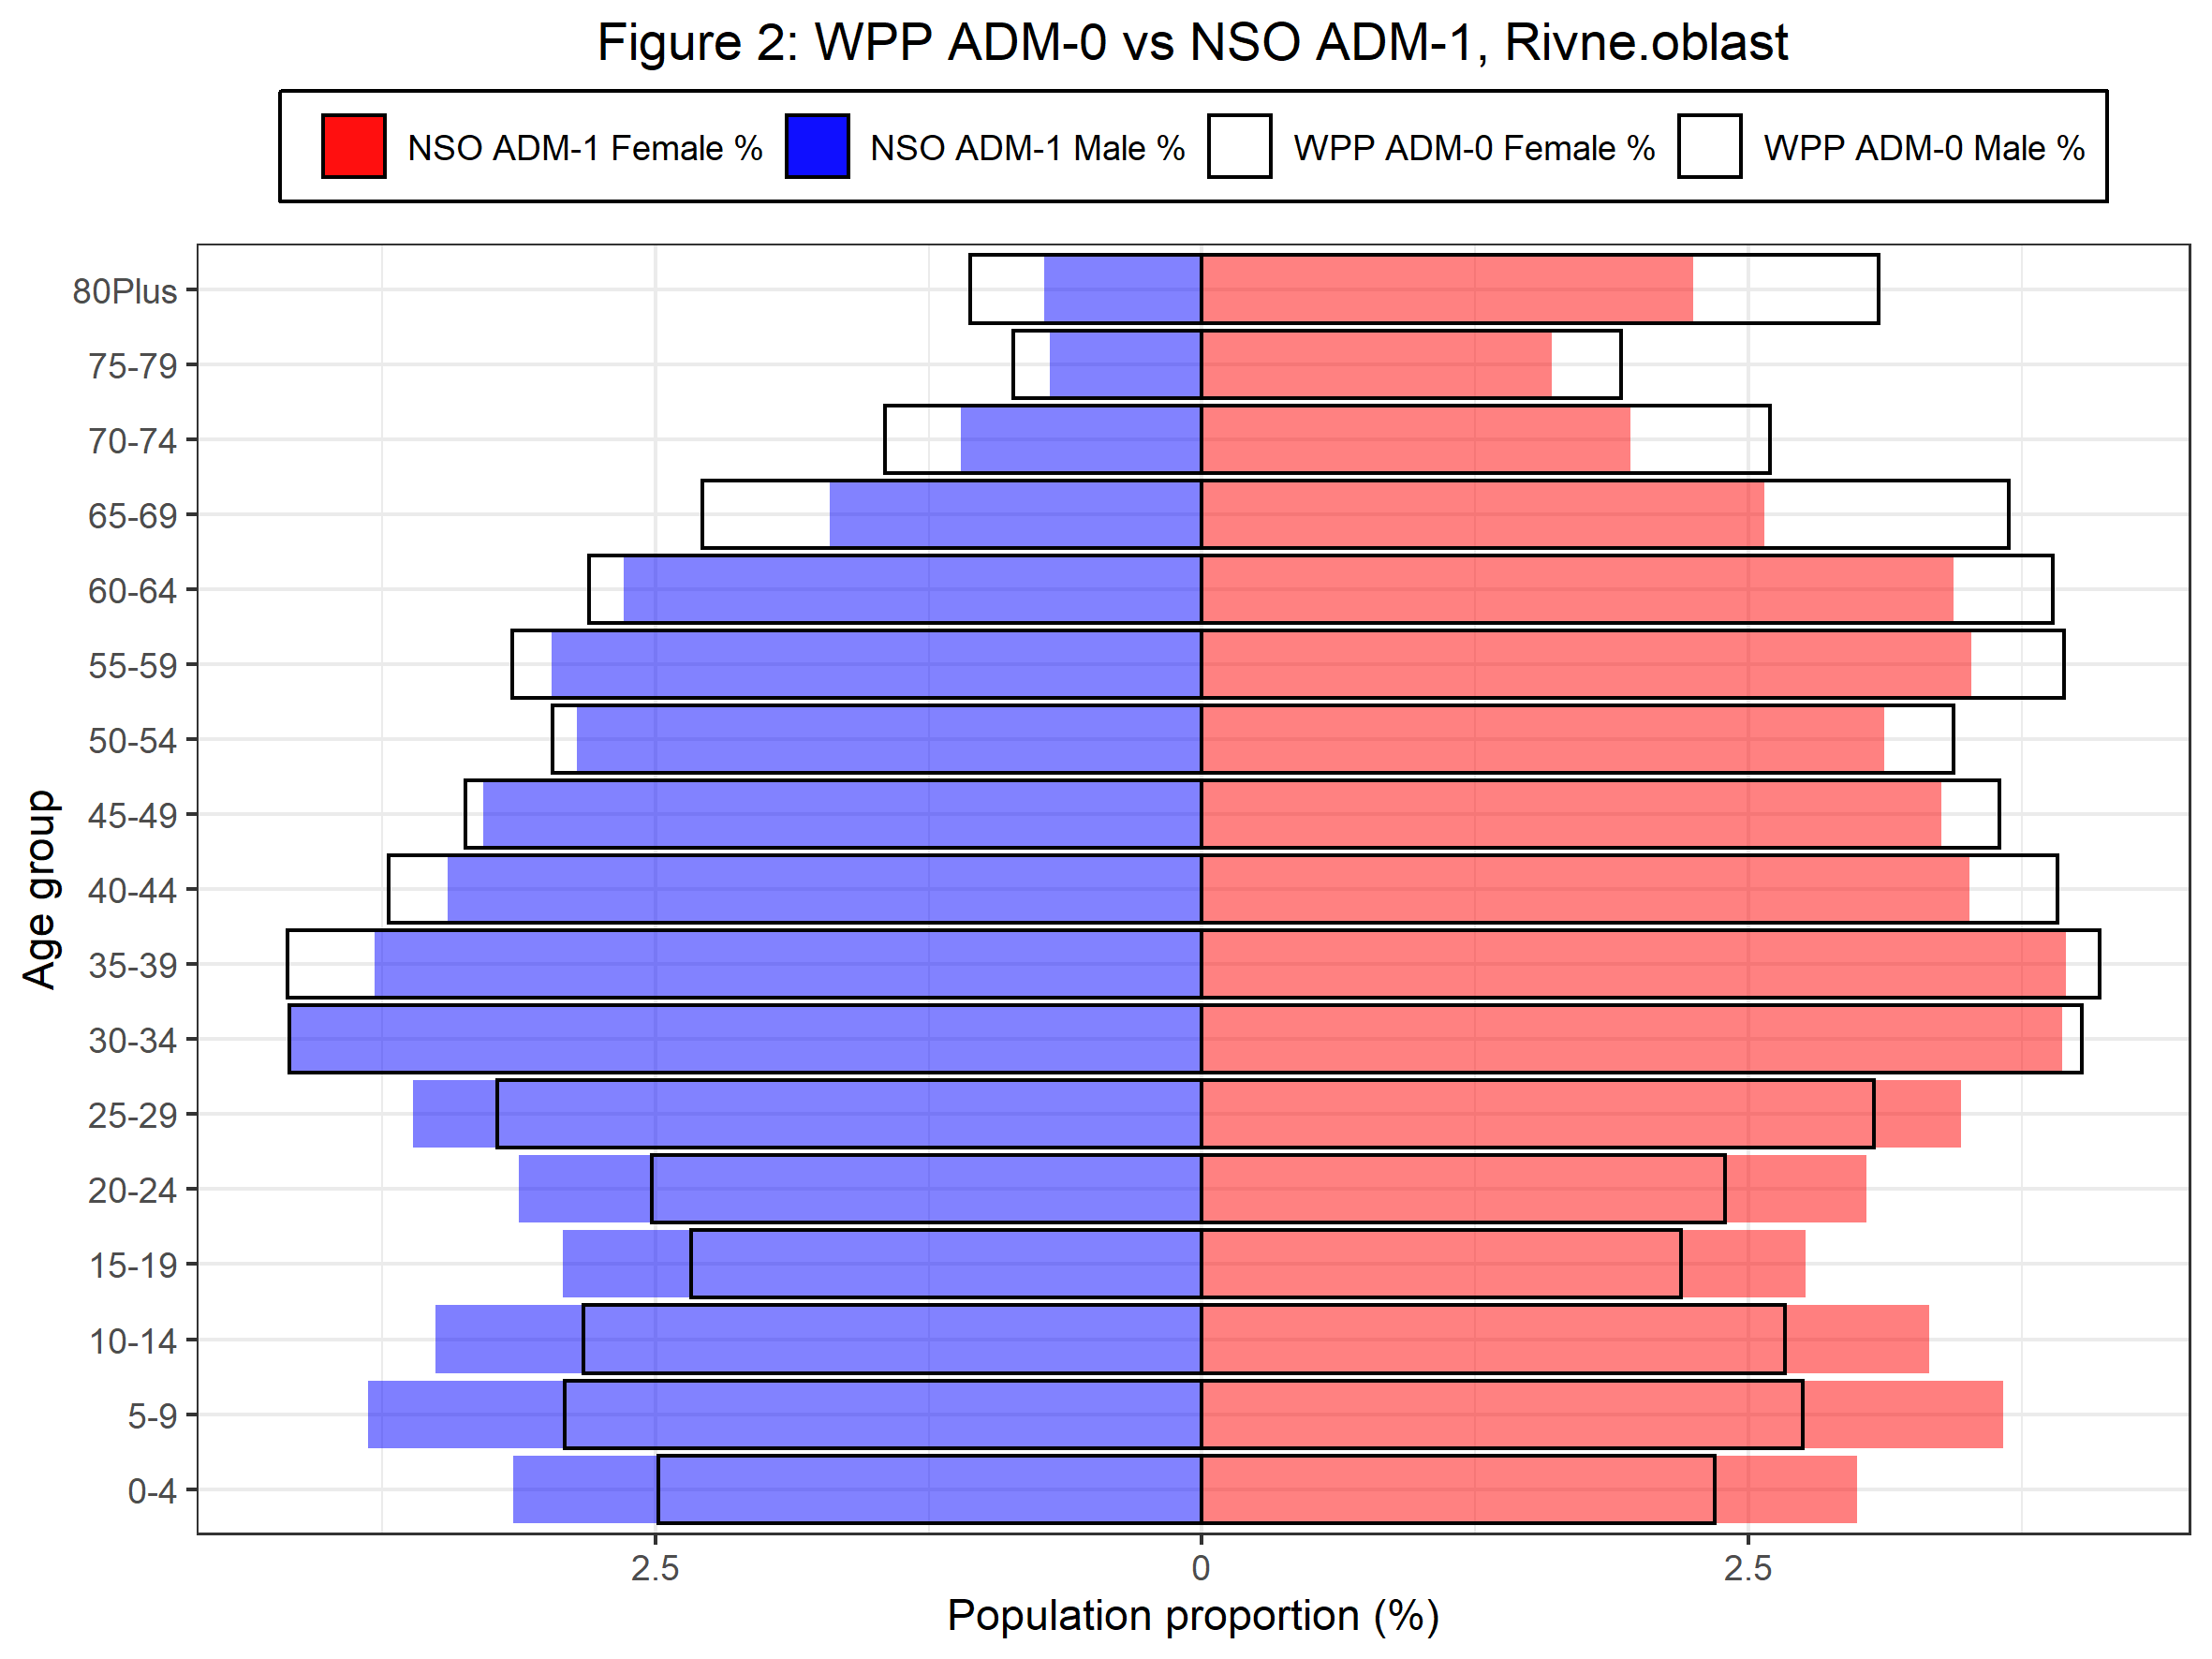 Figure 2: WPP ADM-0 vs NSO ADM-1, Rivne.oblast
NSO ADM-1 Female %
NSO ADM-1 Male %
WPP ADM-0 Female %
WPP ADM-0 Male %
Age group
80Plus
75-79
70-74
65-69
60-64
55-59
50-54
45-49
40-44
35-39
30-34
25-29
20-24
15-19
10-14
5-9
0-4
2.5
0
2.5
Population proportion (%)